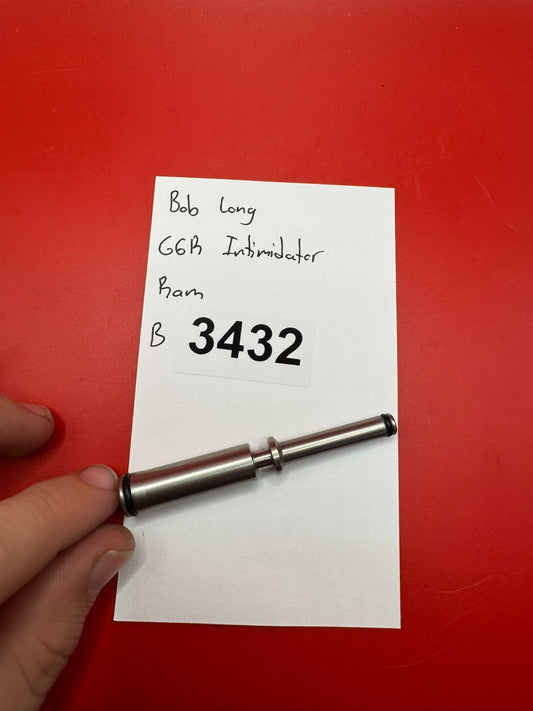 Bob Long
G6R Intimidator
Ram
B 3432